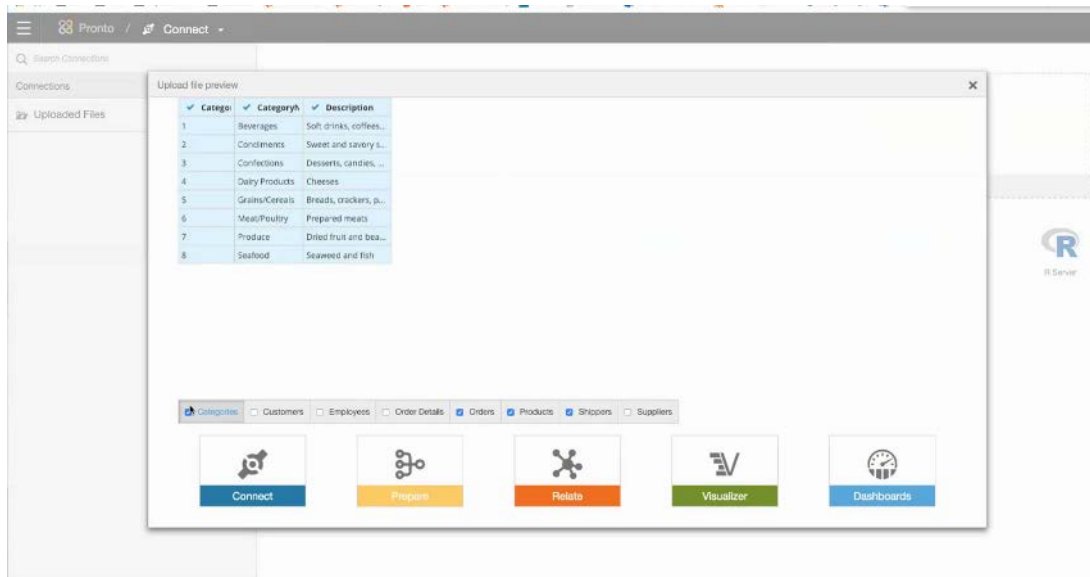 Pronto / Connect
Search Connections
Connections
Uploaded Files
Upload file preview
Categor CategoryN Description
1 Beverages Soft drinks, coffees...
2 Condiments Sweet and savory s...
3 Confections Desserts, candies, ...
4 Dairy Products Cheeses
5 Grains/Cereals Breads, crackers, p...
6 Meat/Poultry Prepared meats
7 Produce Dried fruit and bea...
8 Seafood Seaweed and fish
R
R Server
Categories Customers Employees Order Details Orders Products Shippers Suppliers
Connect Prepare Relate Visualizer Dashboards